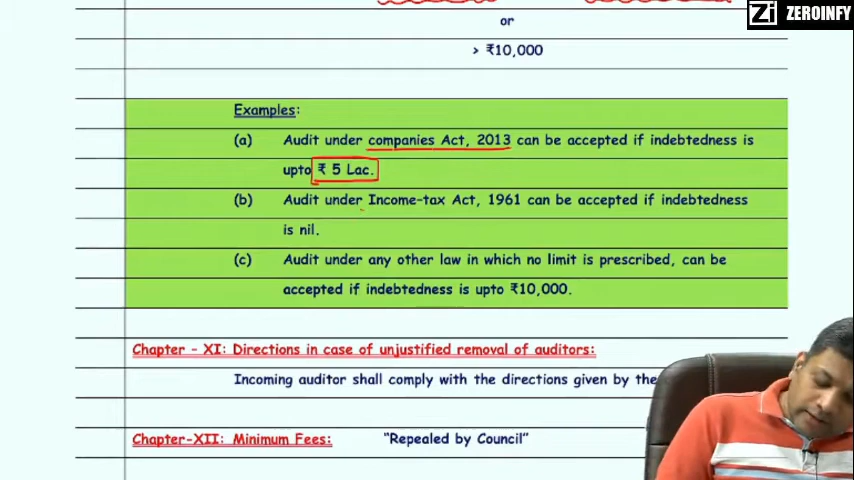 Zi ZEROINFY
or
> ₹10,000
Examples:
(a) Audit under companies Act, 2013 can be accepted if indebtedness is
upto ₹ 5 Lac.
(b) Audit under Income-tax Act, 1961 can be accepted if indebtedness
is nil.
(c) Audit under any other law in which no limit is prescribed, can be
accepted if indebtedness is upto ₹10,000.
Chapter - XI: Directions in case of unjustified removal of auditors:
Incoming auditor shall comply with the directions given by the
Chapter-XII: Minimum Fees: "Repealed by Council"